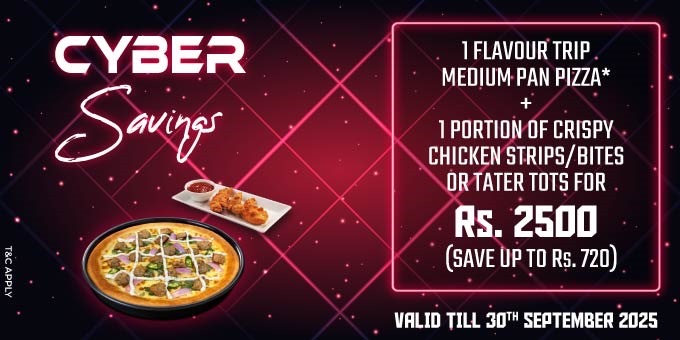 CYBER
Savings
1 FLAVOUR TRIP
MEDIUM PAN PIZZA*
+
1 PORTION OF CRISPY
CHICKEN STRIPS/BITES
OR TATER TOTS FOR
Rs. 2500
(SAVE UP TO Rs. 720)
VALID TILL 30TH SEPTEMBER 2025
T&C APPLY